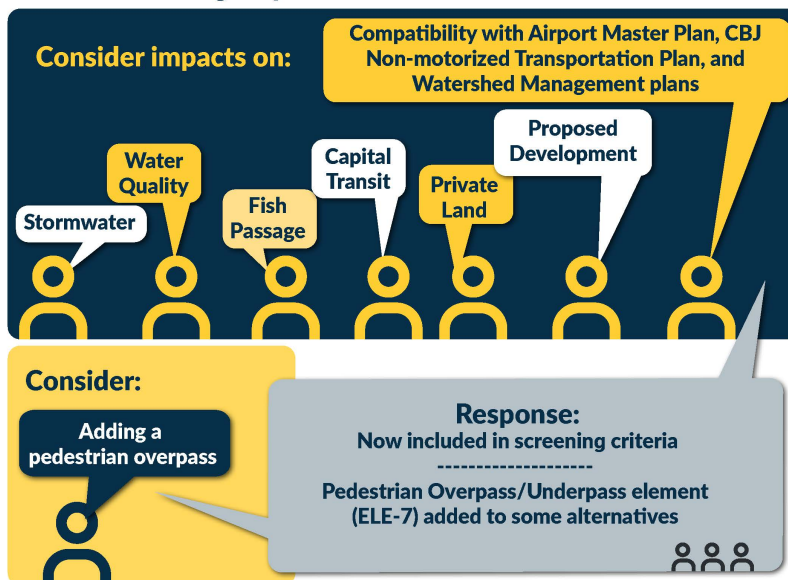 Consider impacts on:
Compatibility with Airport Master Plan, CBJ
Non-motorized Transportation Plan, and
Watershed Management plans
Stormwater
Water
Quality
Fish
Passage
Capital
Transit
Private
Land
Proposed
Development
Consider:
Adding a
pedestrian overpass
Response:
Now included in screening criteria
--------------------
Pedestrian Overpass/Underpass element
(ELE-7) added to some alternatives